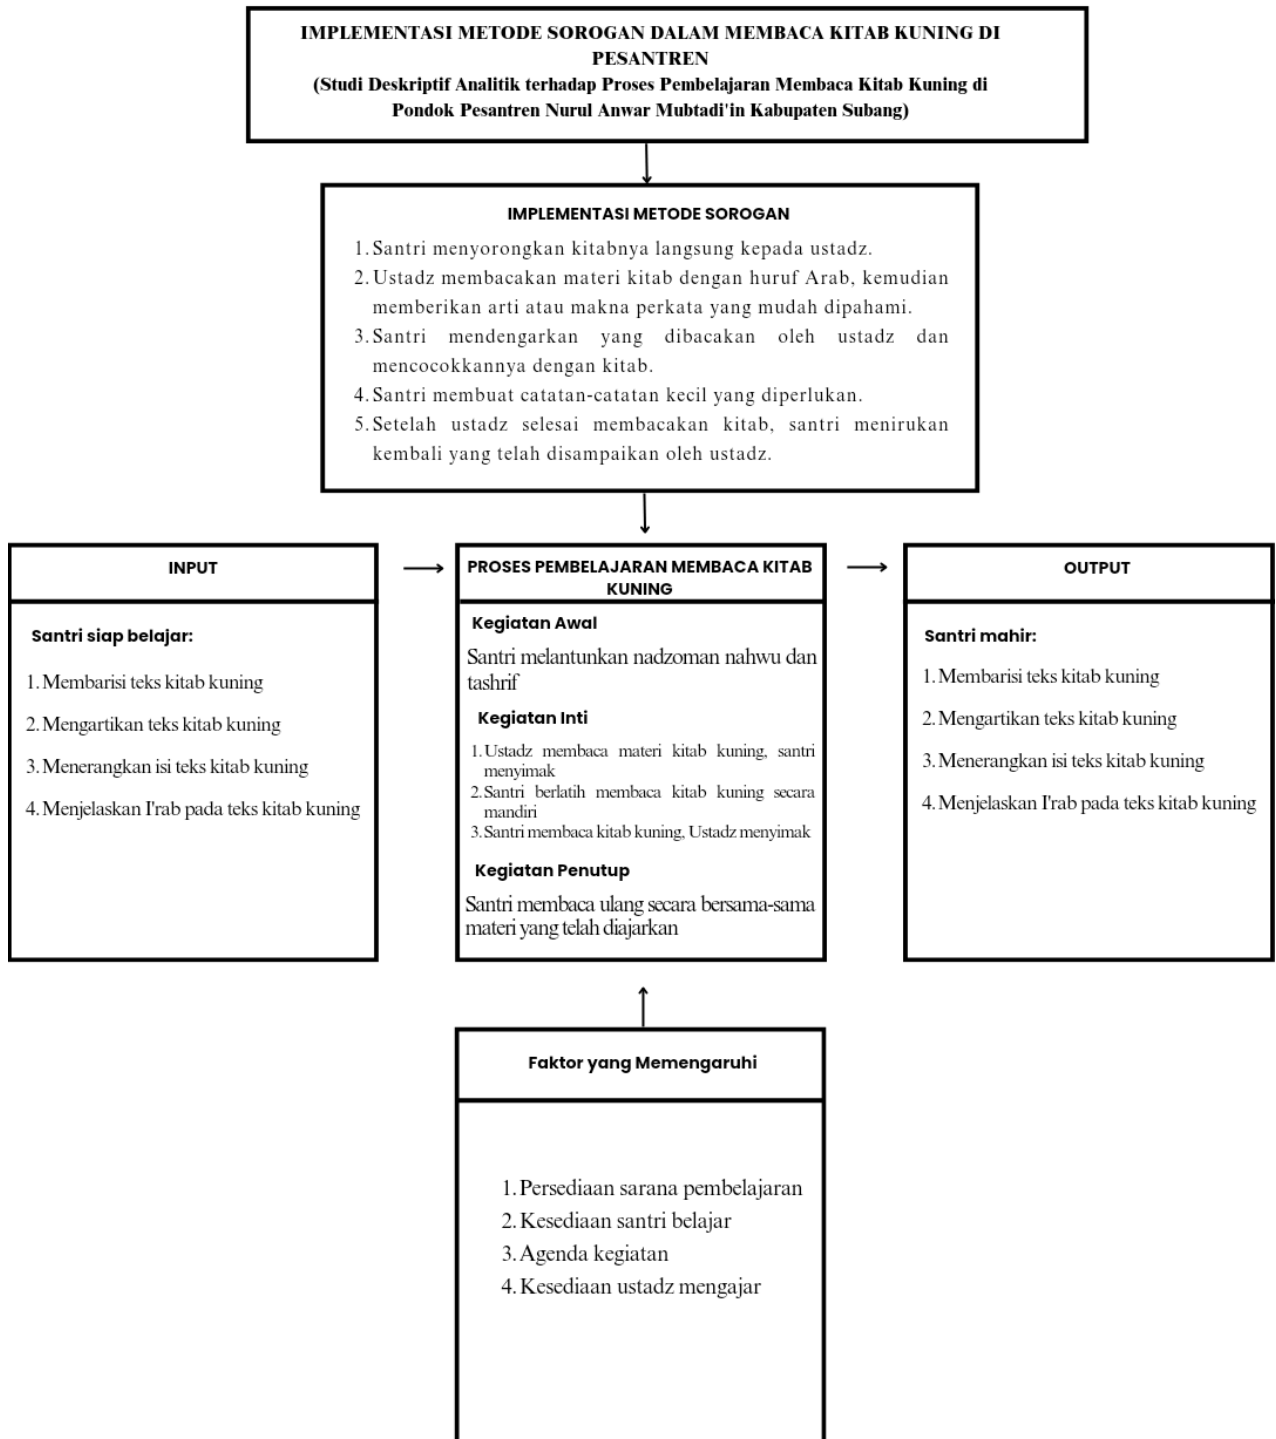 IMPLEMENTASI METODE SOROGAN DALAM MEMBACA KITAB KUNING DI
PESANTREN
(Studi Deskriptif Analitik terhadap Proses Pembelajaran Membaca Kitab Kuning di
Pondok Pesantren Nurul Anwar Mubtadi'in Kabupaten Subang)
IMPLEMENTASI METODE SOROGAN
1. Santri menyorongkan kitabnya langsung kepada ustadz.
2. Ustadz membacakan materi kitab dengan huruf Arab, kemudian
memberikan arti atau makna perkata yang mudah dipahami.
3. Santri mendengarkan yang dibacakan oleh ustadz dan
mencocokkannya dengan kitab.
4. Santri membuat catatan-catatan kecil yang diperlukan.
5. Setelah ustadz selesai membacakan kitab, santri menirukan
kembali yang telah disampaikan oleh ustadz.
INPUT
Santri siap belajar:
1. Membarisi teks kitab kuning
2. Mengartikan teks kitab kuning
3. Menerangkan isi teks kitab kuning
4. Menjelaskan I'rab pada teks kitab kuning
PROSES PEMBELAJARAN MEMBACA KITAB
KUNING
Kegiatan Awal
Santri melantunkan nadzoman nahwu dan
tashrif
Kegiatan Inti
1. Ustadz membaca materi kitab kuning, santri
menyimak
2. Santri berlatih membaca kitab kuning secara
mandiri
3. Santri membaca kitab kuning, Ustadz menyimak
Kegiatan Penutup
Santri membaca ulang secara bersama-sama
materi yang telah diajarkan
OUTPUT
Santri mahir:
1. Membarisi teks kitab kuning
2. Mengartikan teks kitab kuning
3. Menerangkan isi teks kitab kuning
4. Menjelaskan I'rab pada teks kitab kuning
Faktor yang Memengaruhi
1. Persediaan sarana pembelajaran
2. Kesediaan santri belajar
3. Agenda kegiatan
4. Kesediaan ustadz mengajar